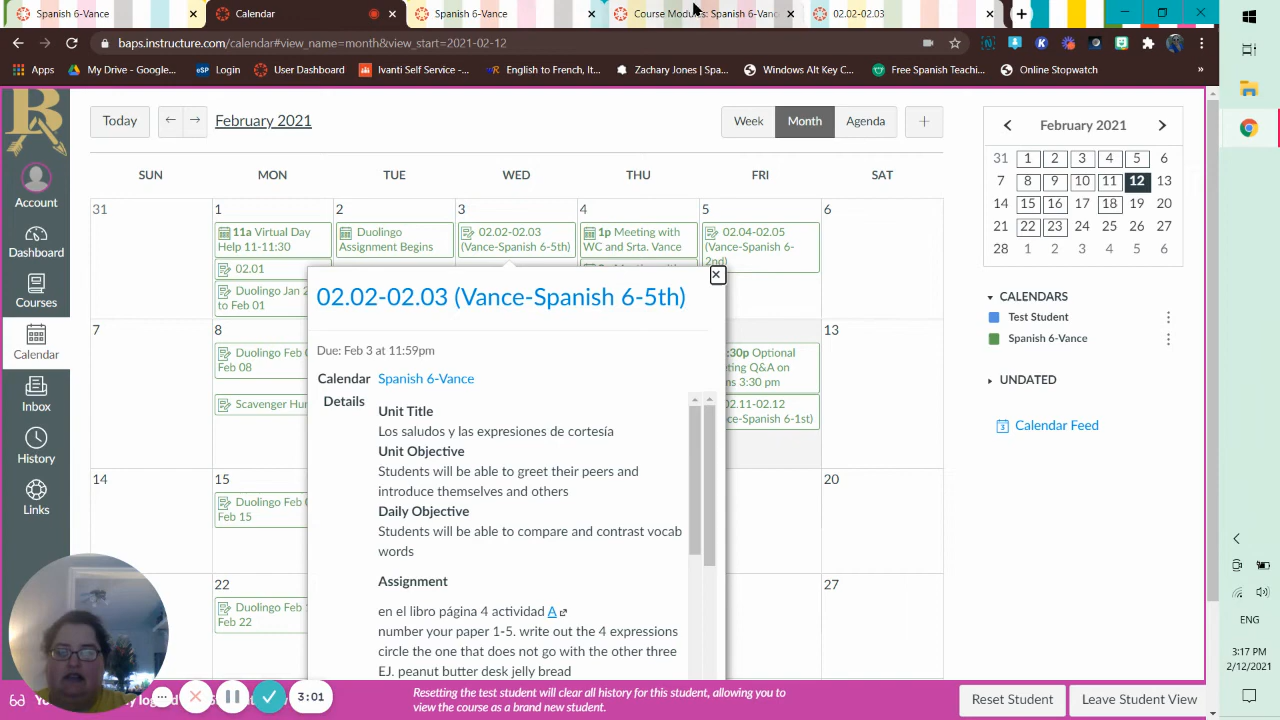 Spanish 6-Vance
Calendar
Spanish 6-Vance
Course Modules: Spanish 6-Vanc
02.02-02.03
baps.instructure.com/calendar#view_name=month&view_start=2021-02-12
Apps
My Drive - Google...
Login
User Dashboard
Ivanti Self Service -...
English to French, It...
Zachary Jones | Spa...
Windows Alt Key C...
Free Spanish Teachi...
Online Stopwatch
»
Account
Dashboard
Courses
Calendar
Inbox
History
Links
Today
February 2021
Week
Month
Agenda
SUN MON TUE WED THU FRI SAT
31 1 2 3 4 5 6
11a Virtual Day
Help 11-11:30
02.01
Duolingo Jan 2
to Feb 01
Duolingo
Assignment Begins
02.02-02.03
(Vance-Spanish 6-5th)
1p Meeting with
WC and Srta. Vance
02.04-02.05
(Vance-Spanish 6-
2nd)
7 8 13
Duolingo Feb
Feb 08
Scavenger Hu
:30p Optional
ting Q&A on
ns 3:30 pm
02.11-02.12
ce-Spanish 6-1st)
14 15 20
Duolingo Feb
Feb 15
22 27
Duolingo Feb 1
Feb 22
02.02-02.03 (Vance-Spanish 6-5th)
Due: Feb 3 at 11:59pm
Calendar Spanish 6-Vance
Details
Unit Title
Los saludos y las expresiones de cortesía
Unit Objective
Students will be able to greet their peers and
introduce themselves and others
Daily Objective
Students will be able to compare and contrast vocab
words
Assignment
en el libro página 4 actividad A
number your paper 1-5. write out the 4 expressions
circle the one that does not go with the other three
EJ. peanut butter desk jelly bread
February 2021
31 1 2 3 4 5 6
7 8 9 10 11 12 13
14 15 16 17 18 19 20
21 22 23 24 25 26 27
28 1 2 3 4 5 6
CALENDARS
Test Student
Spanish 6-Vance
UNDATED
Calendar Feed
3:01
Resetting the test student will clear all history for this student, allowing you to
view the course as a brand new student.
Reset Student
Leave Student View
ENG
3:17 PM
2/12/2021